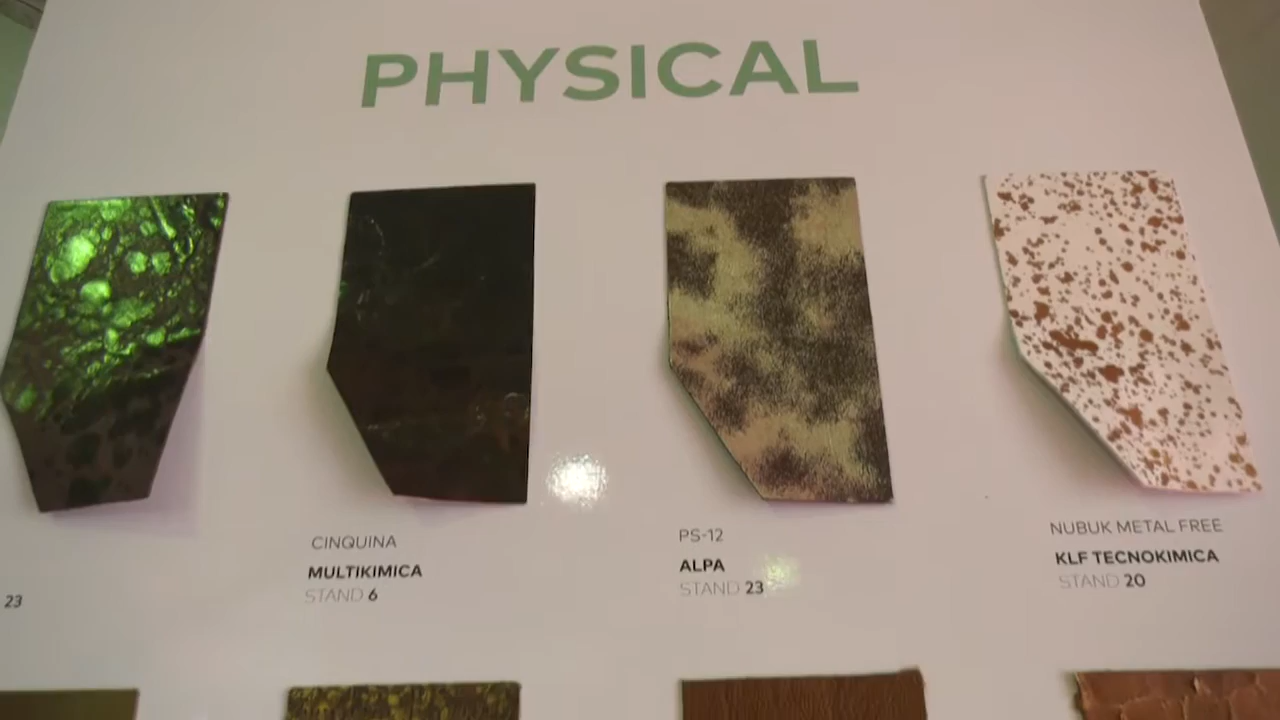 PHYSICAL
23
CINQUINA
MULTIKIMICA
STAND 6
PS-12
ALPA
STAND 23
NUBUK METAL FREE
KLF TECNOKIMICA
STAND 20